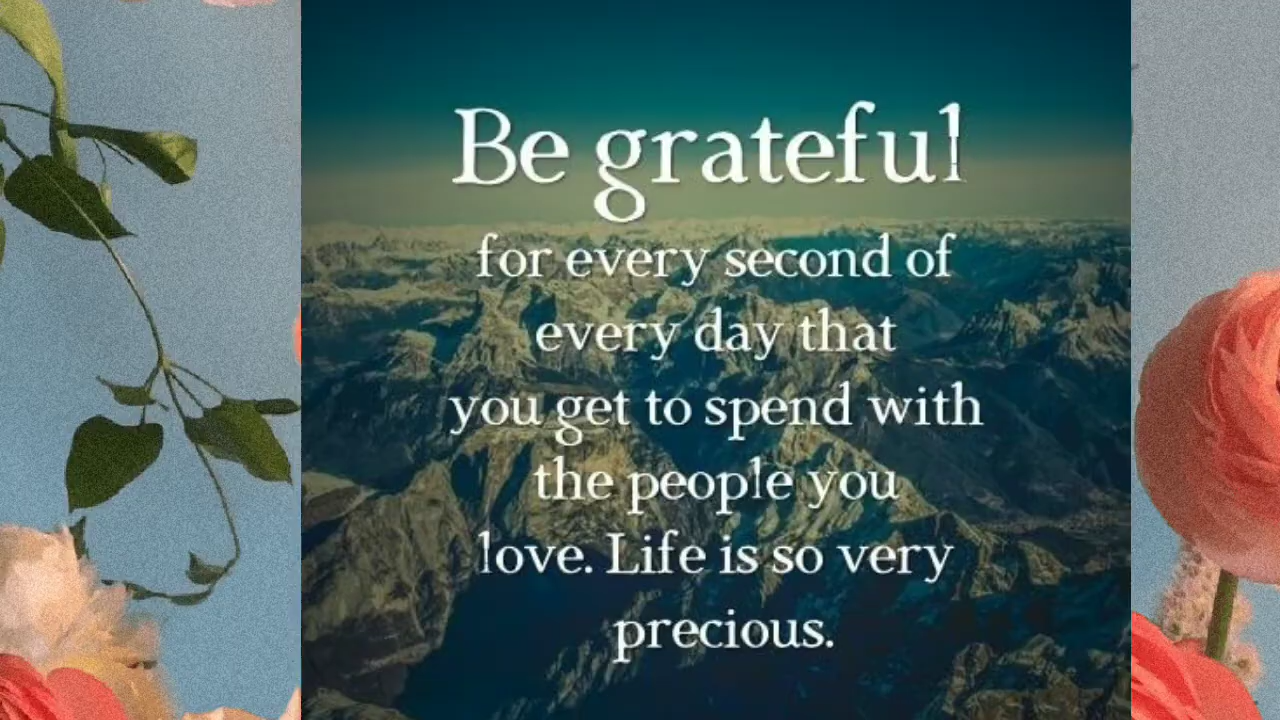 Be grateful
for every second of
every day that
you get to spend with
the people you
love. Life is so very
precious.